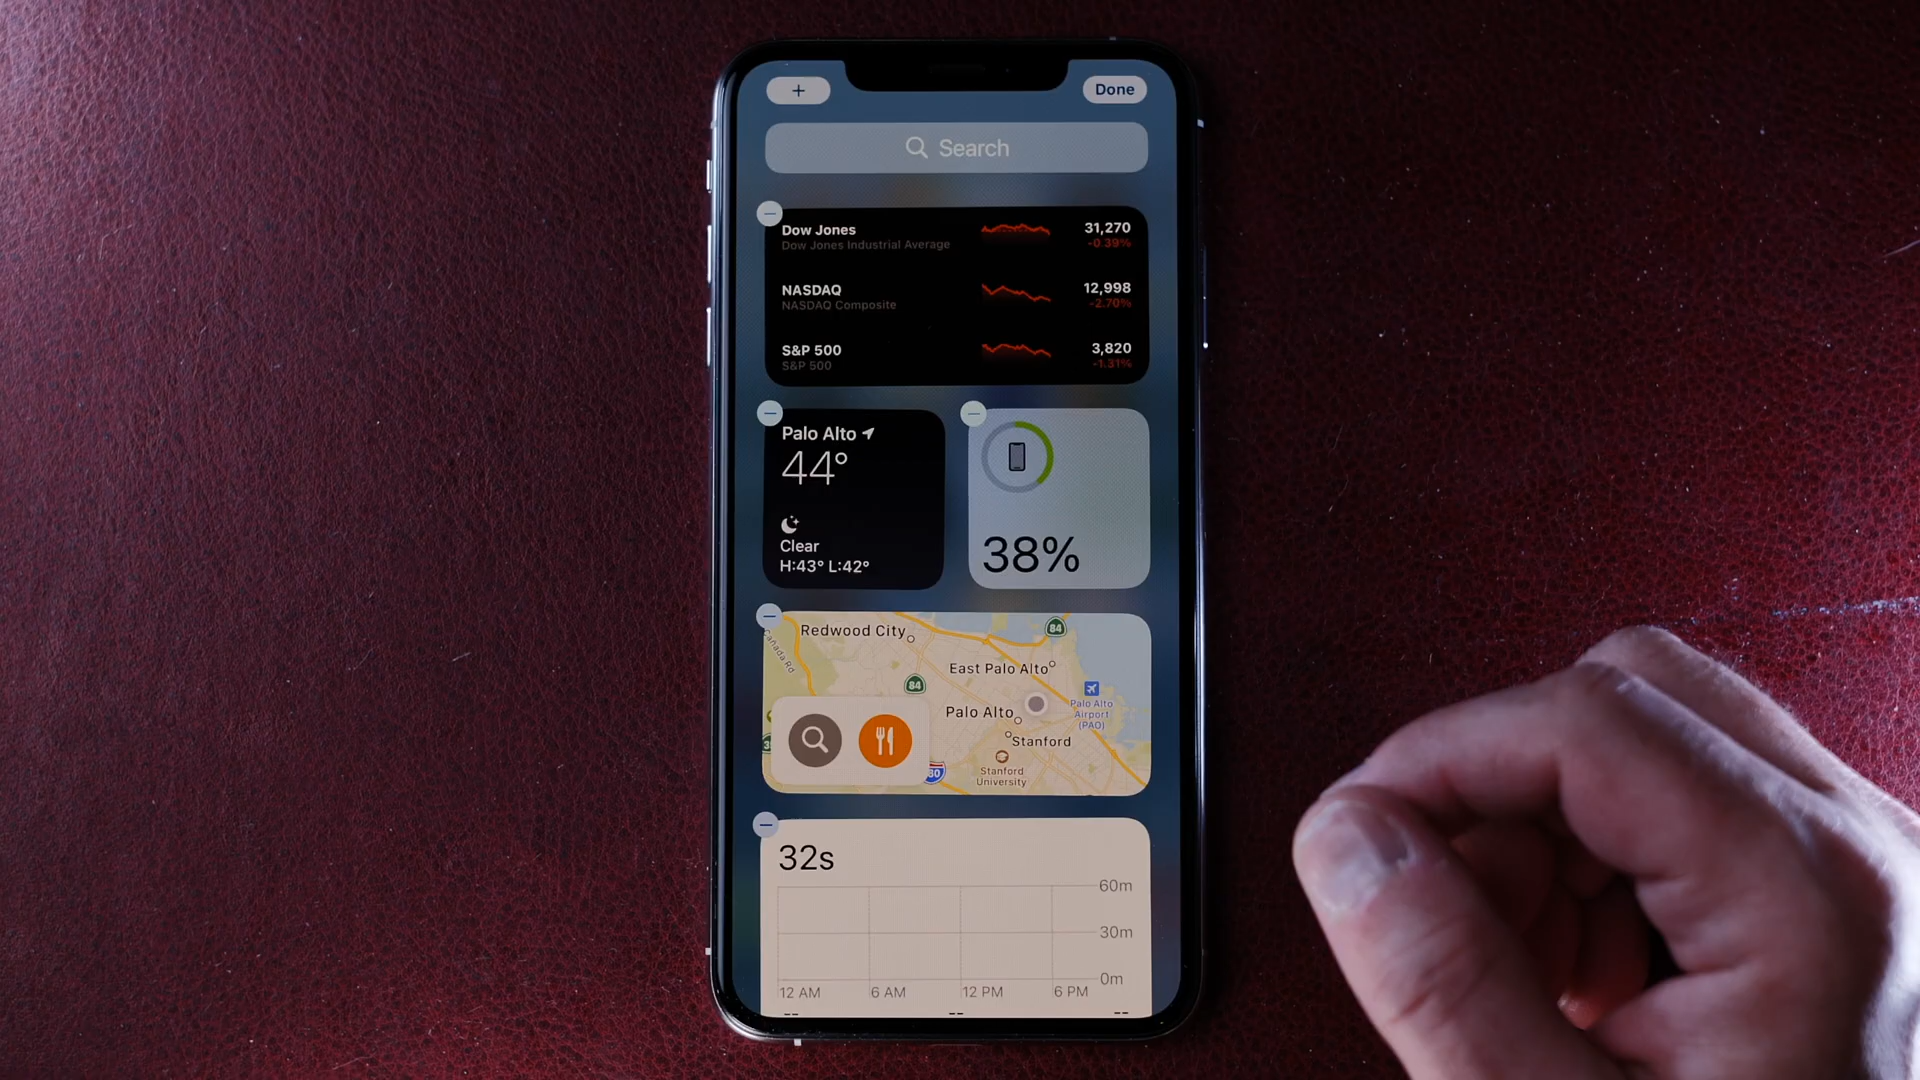 +
Done
Search
Dow Jones
31,270
Dow Jones Industrial Average
-0.39%
NASDAQ
12,998
NASDAQ Composite
-2.70%
S&P 500
3,820
S&P 500
-1.31%
Palo Alto
44°
Clear
H:43° L:42°
38%
Cañada Rd
Redwood City
84
East Palo Alto
84
Palo Alto
Palo Alto
Airport
(PAO)
Stanford
Stanford
University
80
32s
60m
30m
0m
12 AM
6 AM
12 PM
6 PM
-- -- --